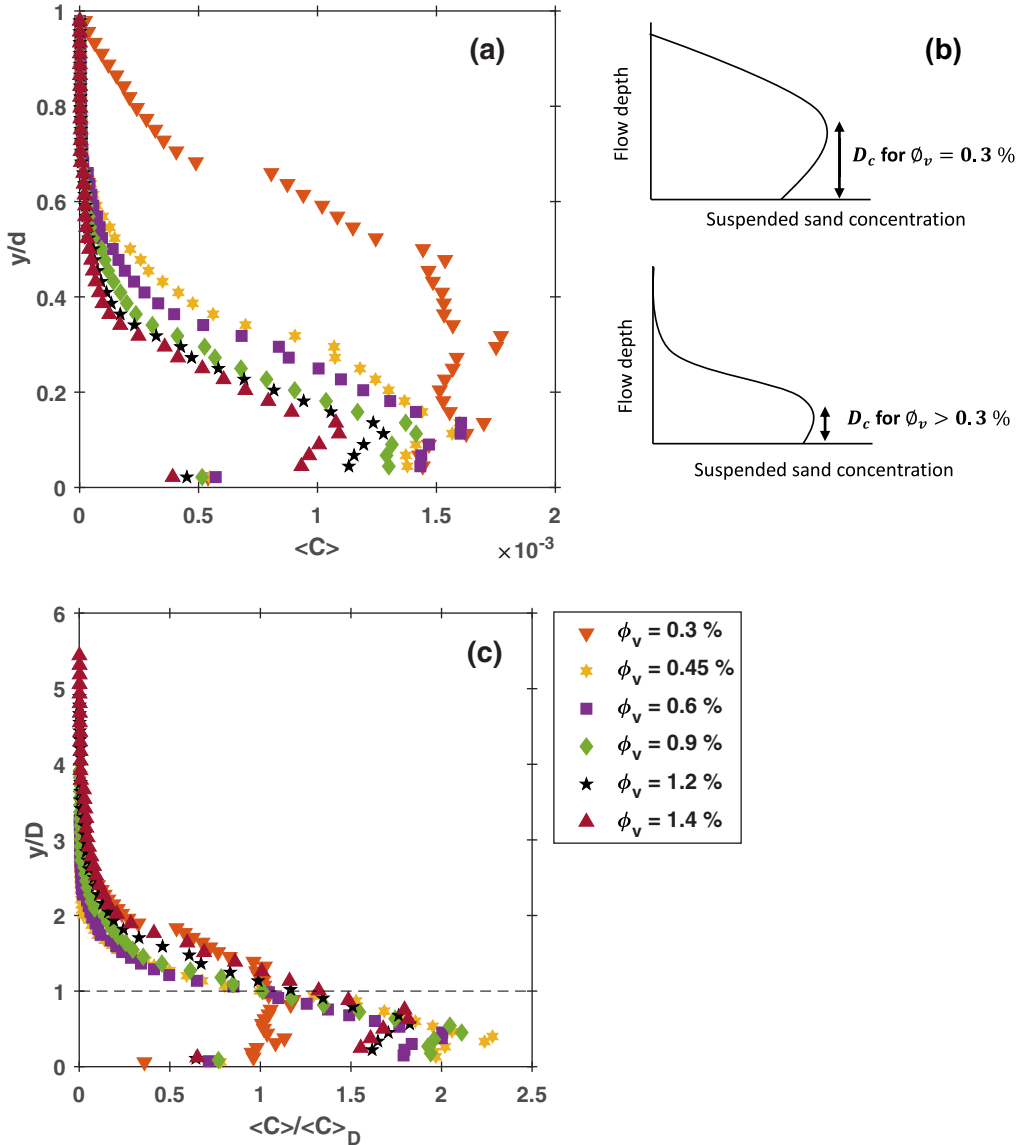 (a)
1
0.8
0.6
0.4
0.2
0
y/d
0 0.5 1 1.5 2
<C> ×10⁻³
(b)
Flow depth
D_c for ∅_v = 0.3 %
Suspended sand concentration
Flow depth
D_c for ∅_v > 0.3 %
Suspended sand concentration
(c)
6
5
4
3
2
1
0
y/D
0 0.5 1 1.5 2 2.5
<C>/<C>_D
ϕ_v = 0.3 %
ϕ_v = 0.45 %
ϕ_v = 0.6 %
ϕ_v = 0.9 %
ϕ_v = 1.2 %
ϕ_v = 1.4 %